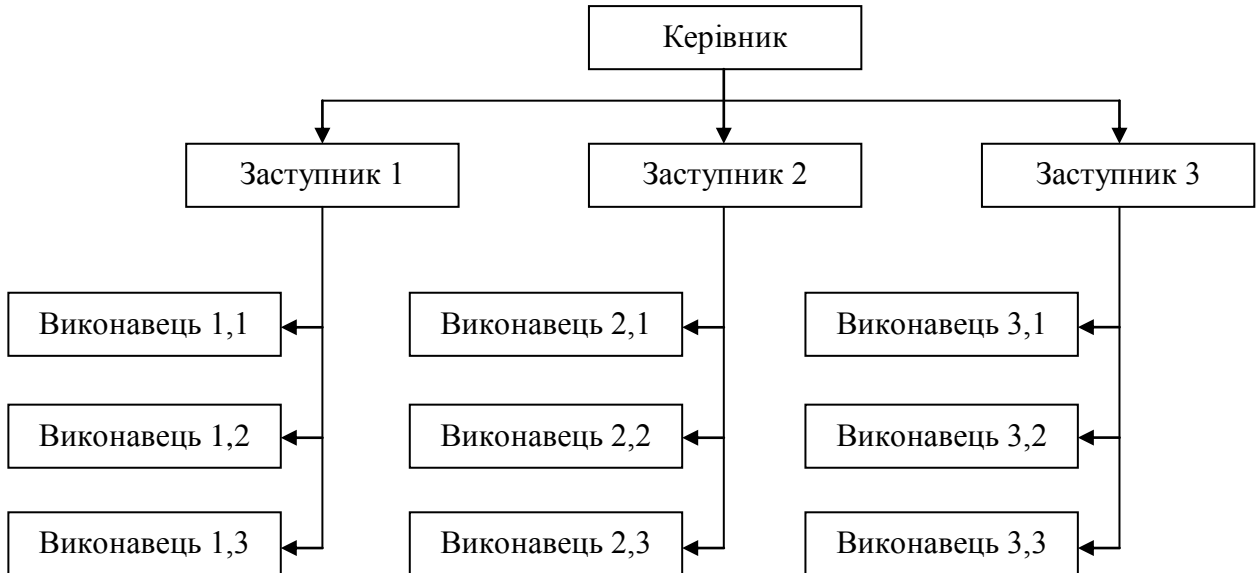 Керівник
Заступник 1
Заступник 2
Заступник 3
Виконавець 1,1
Виконавець 2,1
Виконавець 3,1
Виконавець 1,2
Виконавець 2,2
Виконавець 3,2
Виконавець 1,3
Виконавець 2,3
Виконавець 3,3